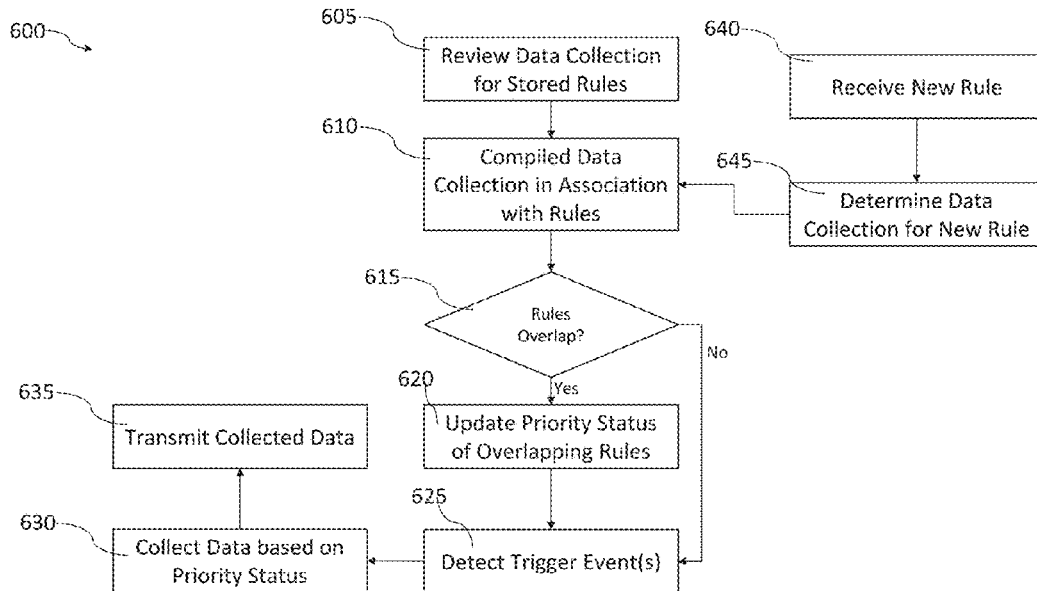 600
605
Review Data Collection
for Stored Rules
640
Receive New Rule
610
Compiled Data
Collection in Association
with Rules
645
Determine Data
Collection for New Rule
615
Rules
Overlap?
No
Yes
620
Update Priority Status
of Overlapping Rules
635
Transmit Collected Data
625
Detect Trigger Event(s)
630
Collect Data based on
Priority Status